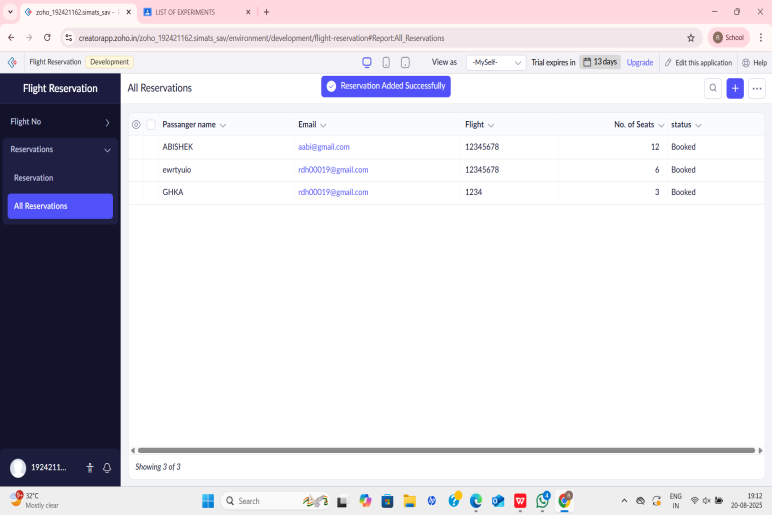 zoho_192421162.simats_sav -
LIST OF EXPERIMENTS
creatorapp.zoho.in/zoho_192421162.simats_sav/environment/development/flight-reservation#Report:All_Reservations
R School
Flight Reservation Development View as -MySelf- Trial expires in 13 days Upgrade Edit this application Help
Flight Reservation
All Reservations
Reservation Added Successfully
Flight No
Reservations
Reservation
All Reservations
Passanger name Email Flight No. of Seats status
ABISHEK aabi@gmail.com 12345678 12 Booked
ewrtyuio rdh00019@gmail.com 12345678 6 Booked
GHKA rdh00019@gmail.com 1234 3 Booked
1924211...
Showing 3 of 3
32°C
Mostly clear
Search
ENG
IN
19:12
20-08-2025